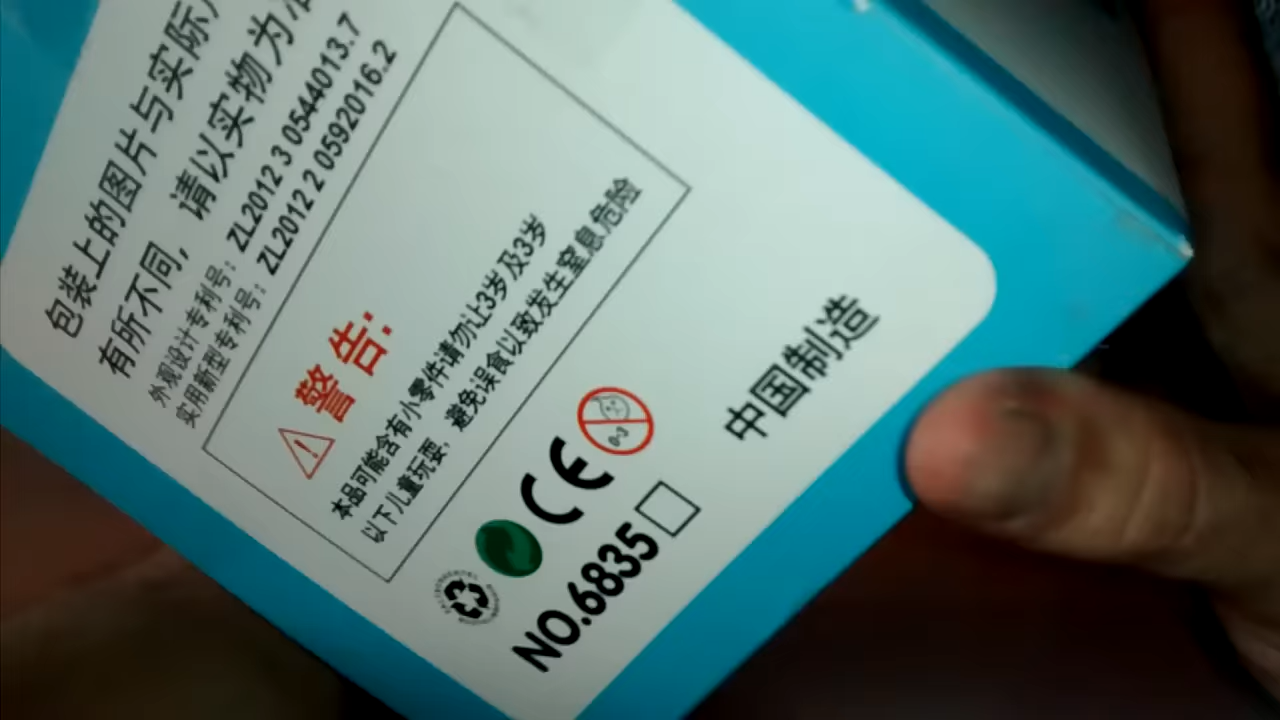 包装上的图片与实际
有所不同，请以实物为准
外观设计专利号：ZL2012 3 0544013.7
实用新型专利号：ZL2012 2 0592016.2
警告：
本品可能含有小零件请勿让3岁及3岁
以下儿童玩耍，避免误食以致发生窒息危险
CE
0-3
NO.6835
中国制造